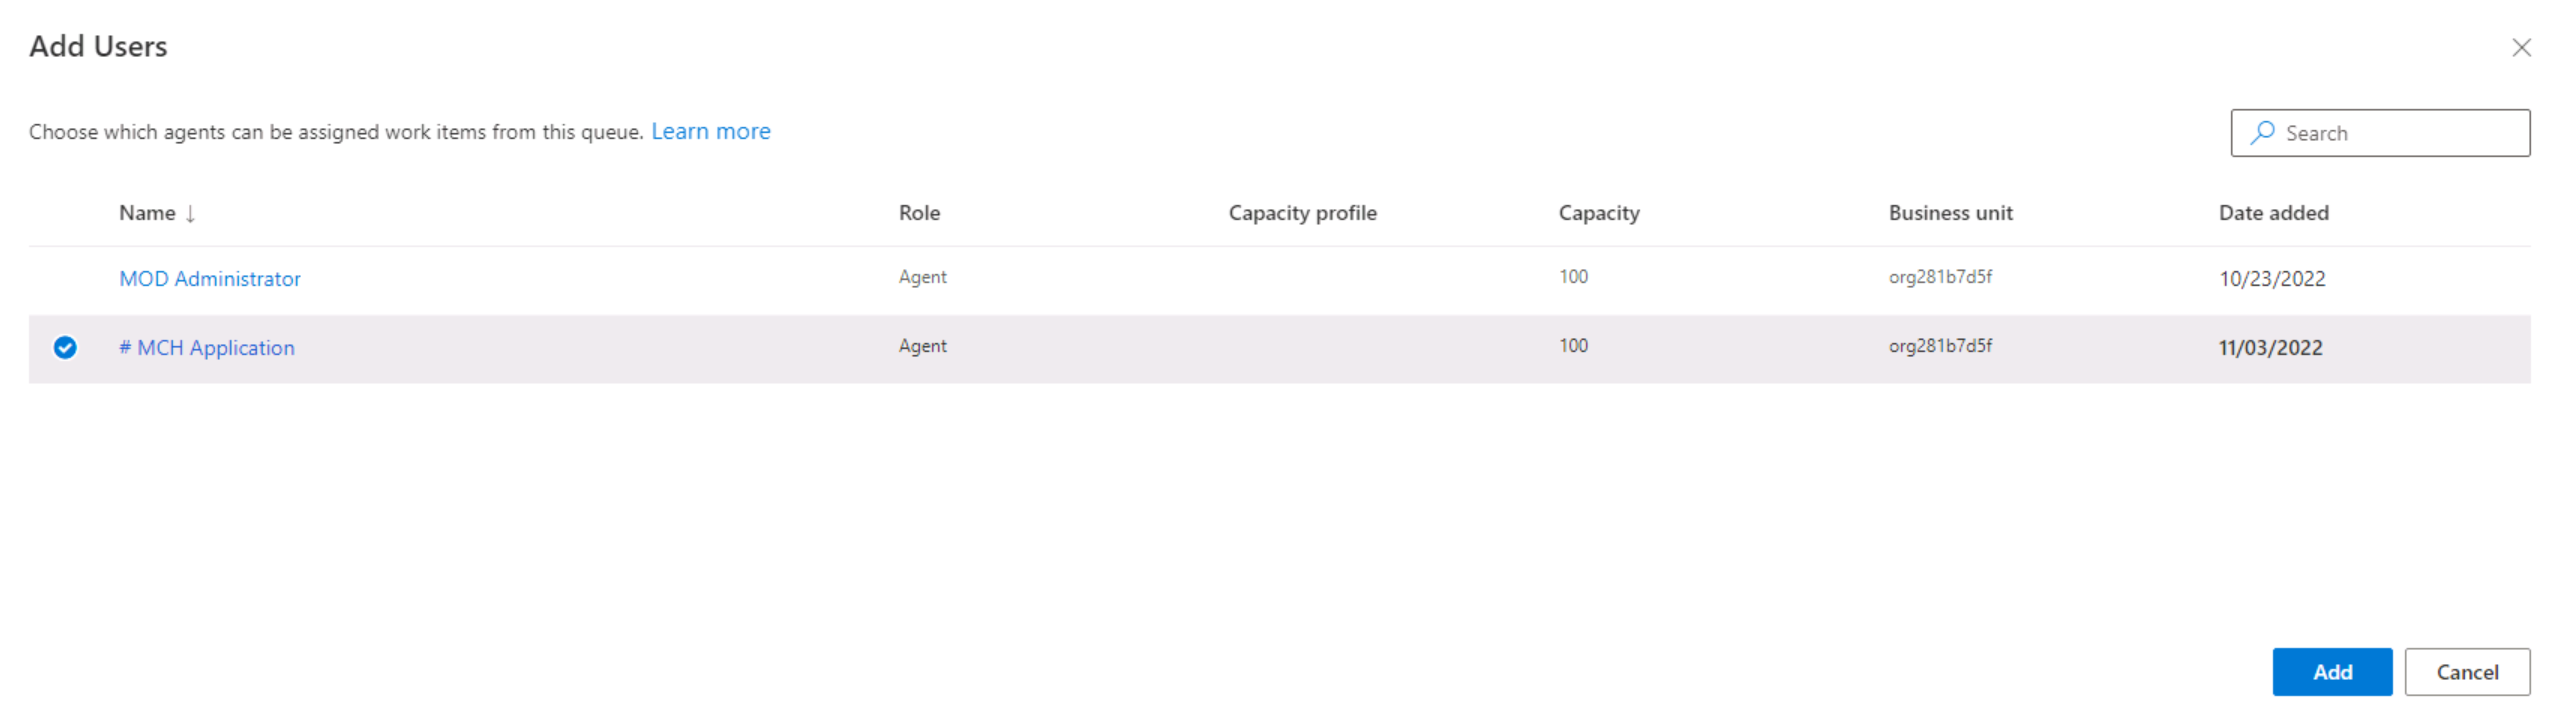 Add Users
Choose which agents can be assigned work items from this queue. Learn more
Search
Name ↓ Role Capacity profile Capacity Business unit Date added
MOD Administrator Agent 100 org281b7d5f 10/23/2022
# MCH Application Agent 100 org281b7d5f 11/03/2022
Add Cancel